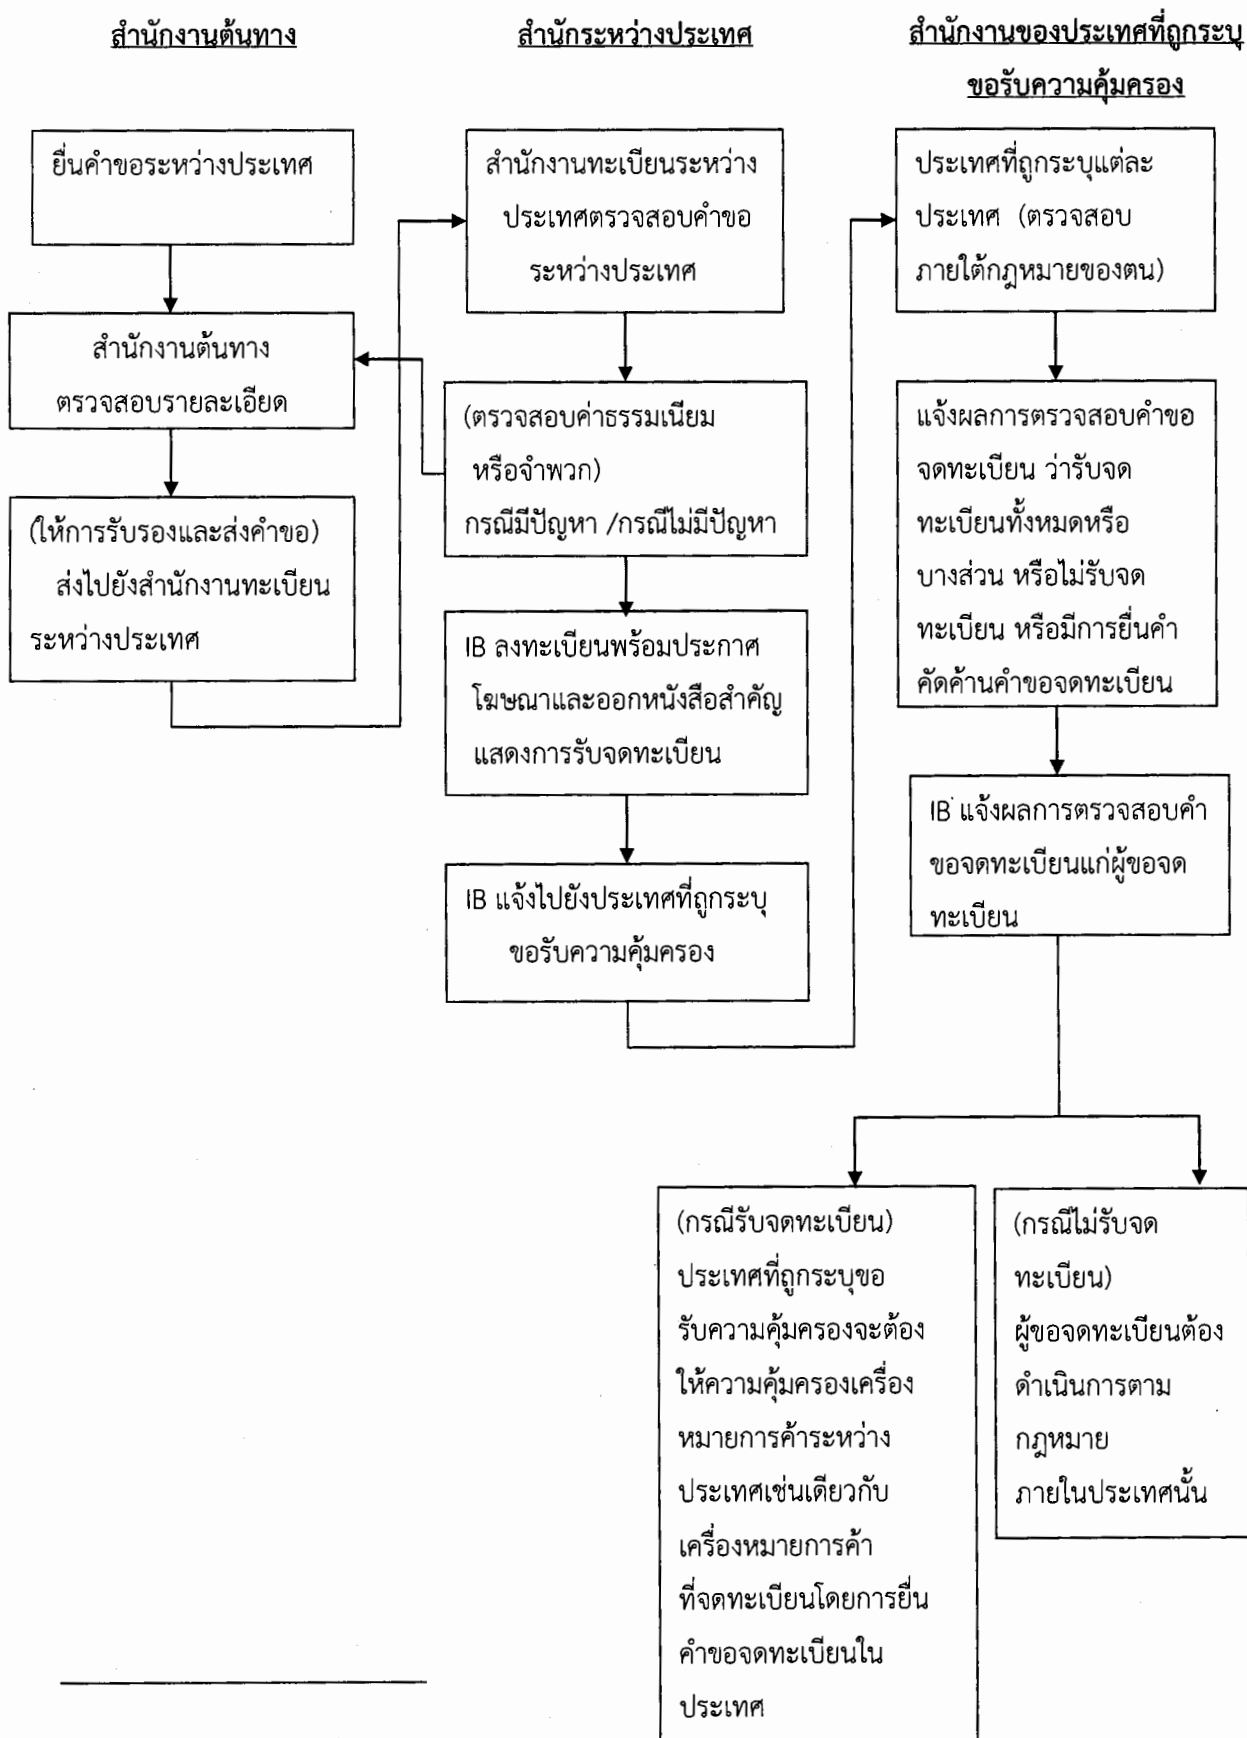 สำนักงานต้นทาง
ยื่นคำขอระหว่างประเทศ
สำนักงานต้นทาง
ตรวจสอบรายละเอียด
(ให้การรับรองและส่งคำขอ)
ส่งไปยังสำนักงานทะเบียน
ระหว่างประเทศ
สำนักระหว่างประเทศ
สำนักงานทะเบียนระหว่าง
ประเทศตรวจสอบคำขอ
ระหว่างประเทศ
(ตรวจสอบค่าธรรมเนียม
หรือจำพวก)
กรณีมีปัญหา /กรณีไม่มีปัญหา
IB ลงทะเบียนพร้อมประกาศ
โฆษณาและออกหนังสือสำคัญ
แสดงการรับจดทะเบียน
IB แจ้งไปยังประเทศที่ถูกระบุ
ขอรับความคุ้มครอง
สำนักงานของประเทศที่ถูกระบุ
ขอรับความคุ้มครอง
ประเทศที่ถูกระบุแต่ละ
ประเทศ (ตรวจสอบ
ภายใต้กฎหมายของตน)
แจ้งผลการตรวจสอบคำขอ
จดทะเบียน ว่ารับจด
ทะเบียนทั้งหมดหรือ
บางส่วน หรือไม่รับจด
ทะเบียน หรือมีการยื่นคำ
คัดค้านคำขอจดทะเบียน
IB แจ้งผลการตรวจสอบคำ
ขอจดทะเบียนแก่ผู้ขอจด
ทะเบียน
(กรณีรับจดทะเบียน)
ประเทศที่ถูกระบุขอ
รับความคุ้มครองจะต้อง
ให้ความคุ้มครองเครื่อง
หมายการค้าระหว่าง
ประเทศเช่นเดียวกับ
เครื่องหมายการค้า
ที่จดทะเบียนโดยการยื่น
คำขอจดทะเบียนใน
ประเทศ
(กรณีไม่รับจด
ทะเบียน)
ผู้ขอจดทะเบียนต้อง
ดำเนินการตาม
กฎหมาย
ภายในประเทศนั้น